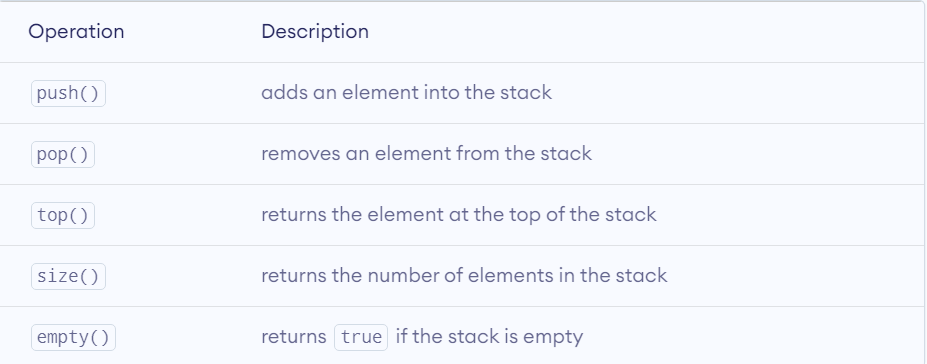 Operation Description
push() adds an element into the stack
pop() removes an element from the stack
top() returns the element at the top of the stack
size() returns the number of elements in the stack
empty() returns true if the stack is empty